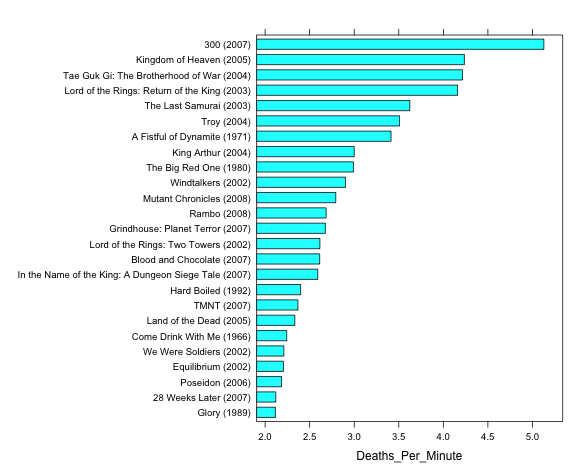 300 (2007)
Kingdom of Heaven (2005)
Tae Guk Gi: The Brotherhood of War (2004)
Lord of the Rings: Return of the King (2003)
The Last Samurai (2003)
Troy (2004)
A Fistful of Dynamite (1971)
King Arthur (2004)
The Big Red One (1980)
Windtalkers (2002)
Mutant Chronicles (2008)
Rambo (2008)
Grindhouse: Planet Terror (2007)
Lord of the Rings: Two Towers (2002)
Blood and Chocolate (2007)
In the Name of the King: A Dungeon Siege Tale (2007)
Hard Boiled (1992)
TMNT (2007)
Land of the Dead (2005)
Come Drink With Me (1966)
We Were Soldiers (2002)
Equilibrium (2002)
Poseidon (2006)
28 Weeks Later (2007)
Glory (1989)
2.0 2.5 3.0 3.5 4.0 4.5 5.0
Deaths_Per_Minute